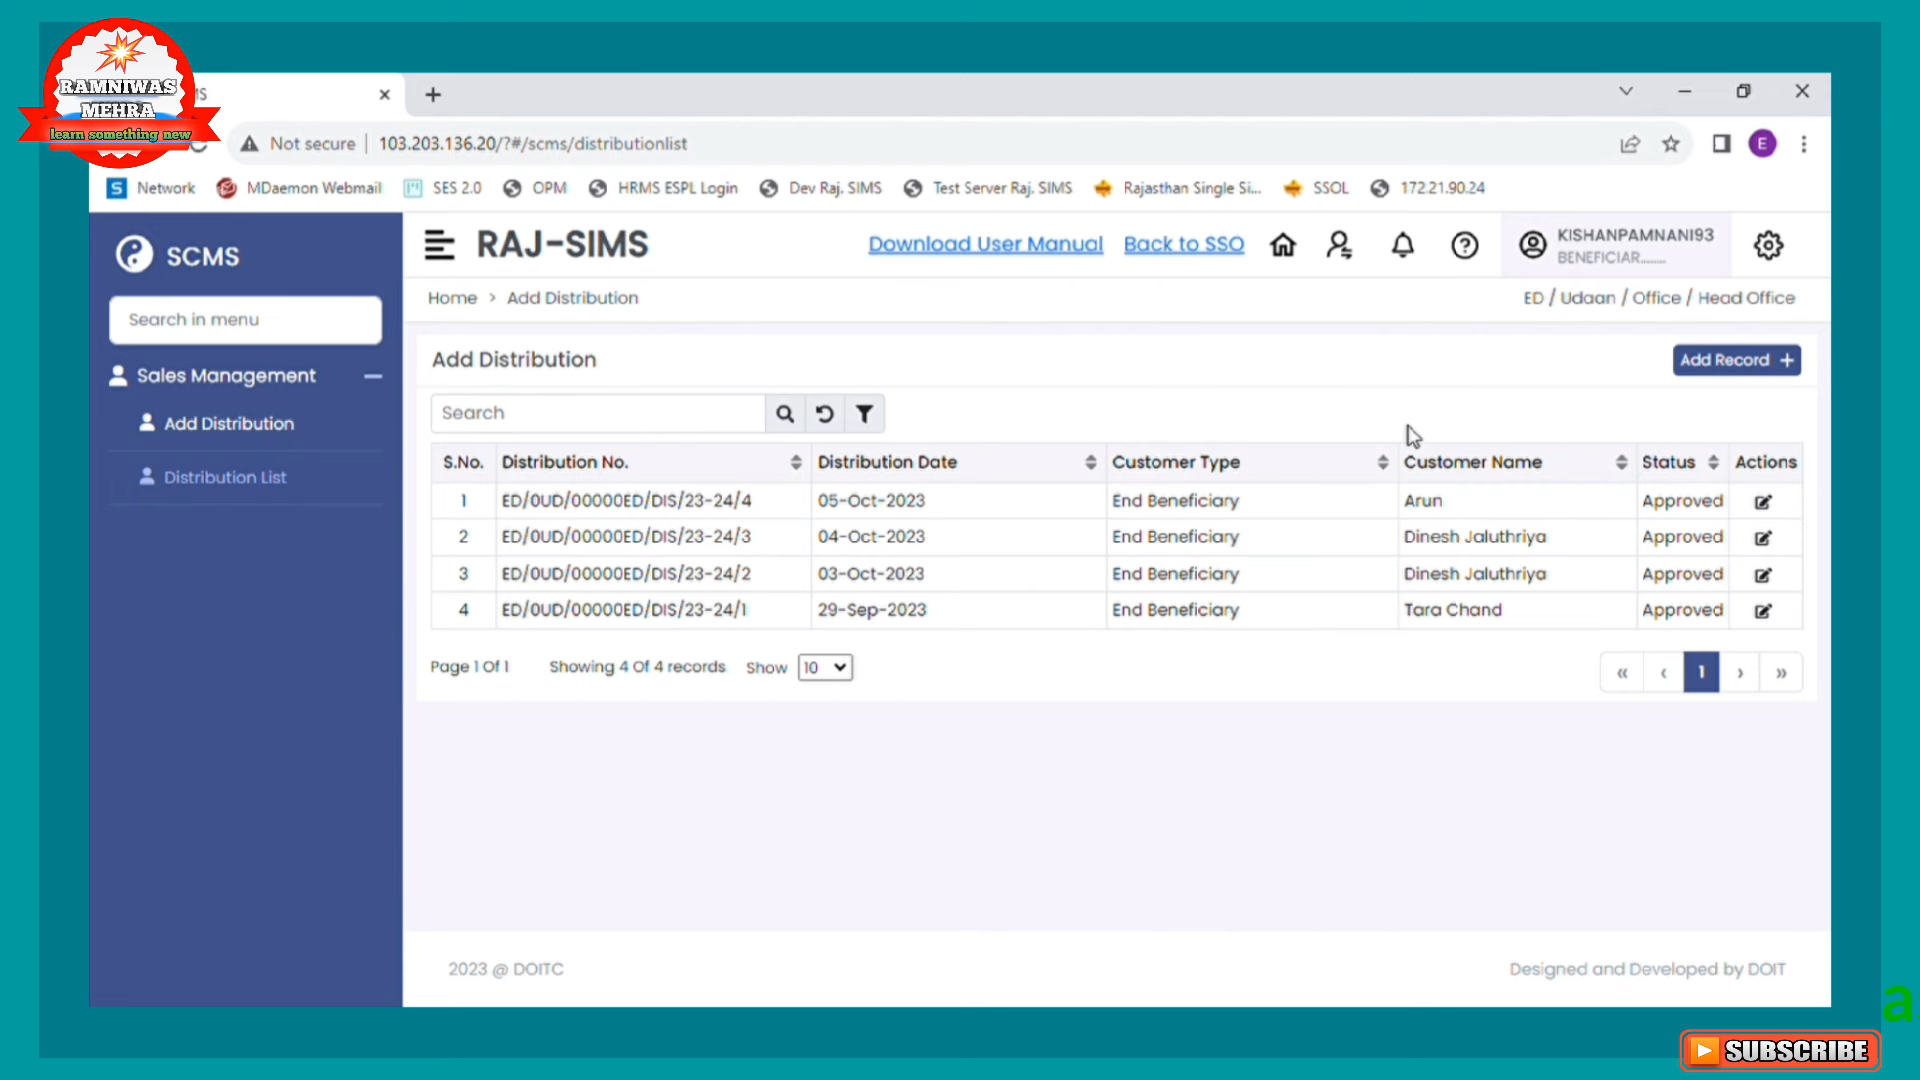 RAMNIWAS
MEHRA
learn something new
Not secure | 103.203.136.20/?#/scms/distributionlist
E
S Network MDaemon Webmail SES 2.0 OPM HRMS ESPL Login Dev Raj. SIMS Test Server Raj. SIMS Rajasthan Single Si... SSOL 172.21.90.24
SCMS
Search in menu
Sales Management
Add Distribution
Distribution List
RAJ-SIMS
Download User Manual Back to SSO
KISHANPAMNANI93
BENEFICIAR.......
Home > Add Distribution
ED / Udaan / Office / Head Office
Add Distribution
Add Record +
Search
S.No. Distribution No. Distribution Date Customer Type Customer Name Status Actions
1 ED/0UD/00000ED/DIS/23-24/4 05-Oct-2023 End Beneficiary Arun Approved
2 ED/0UD/00000ED/DIS/23-24/3 04-Oct-2023 End Beneficiary Dinesh Jaluthriya Approved
3 ED/0UD/00000ED/DIS/23-24/2 03-Oct-2023 End Beneficiary Dinesh Jaluthriya Approved
4 ED/0UD/00000ED/DIS/23-24/1 29-Sep-2023 End Beneficiary Tara Chand Approved
Page 1 Of 1 Showing 4 Of 4 records Show 10
« ‹ 1 › »
2023 @ DOITC
Designed and Developed by DOIT
a
SUBSCRIBE